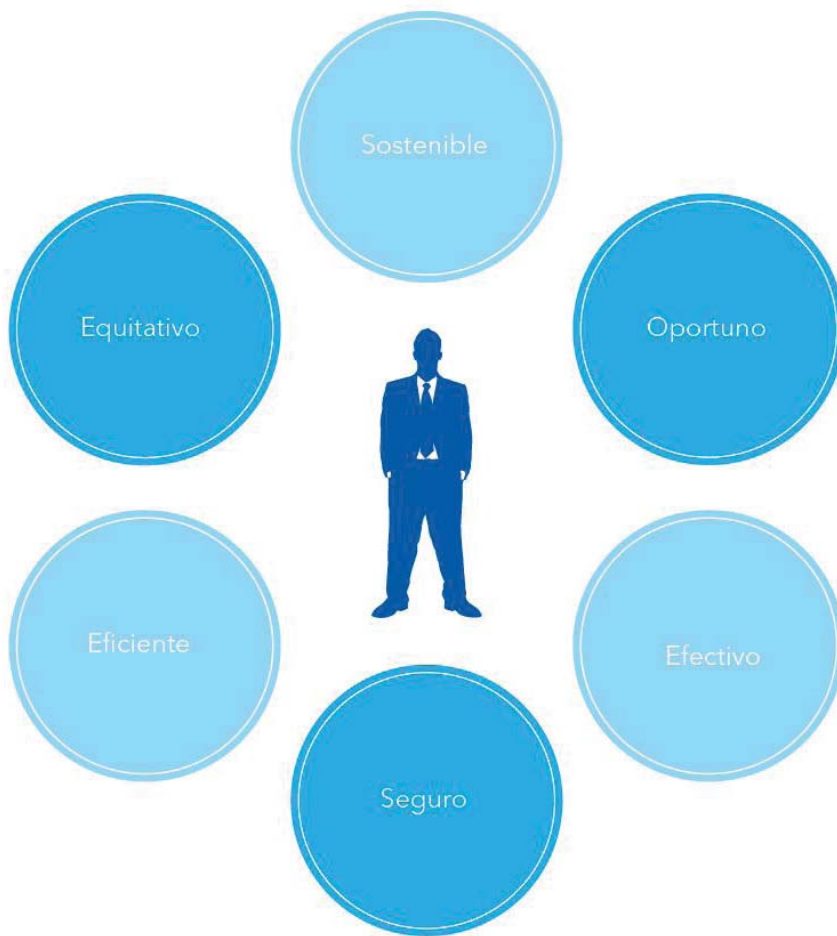 Sostenible
Equitativo
Oportuno
Eficiente
Efectivo
Seguro